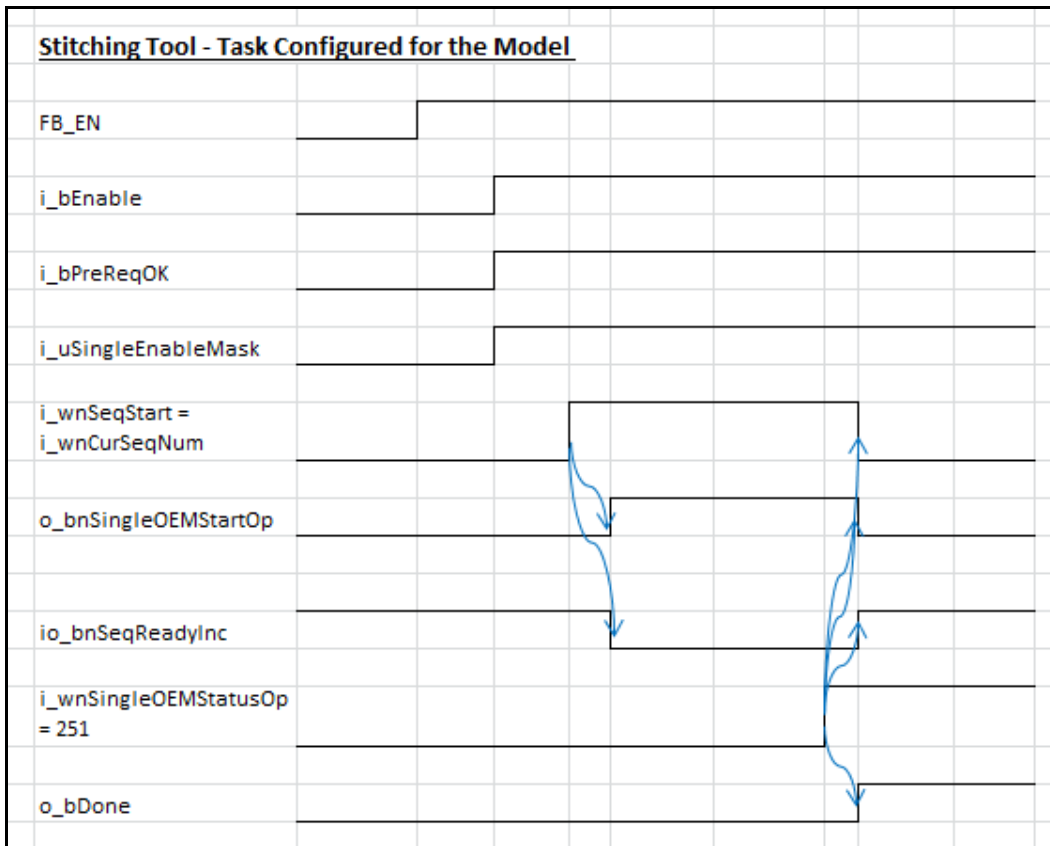 Stitching Tool - Task Configured for the Model
FB_EN
i_bEnable
i_bPreReqOK
i_uSingleEnableMask
i_wnSeqStart =
i_wnCurSeqNum
o_bnSingleOEMStartOp
io_bnSeqReadyInc
i_wnSingleOEMStatusOp
= 251
o_bDone